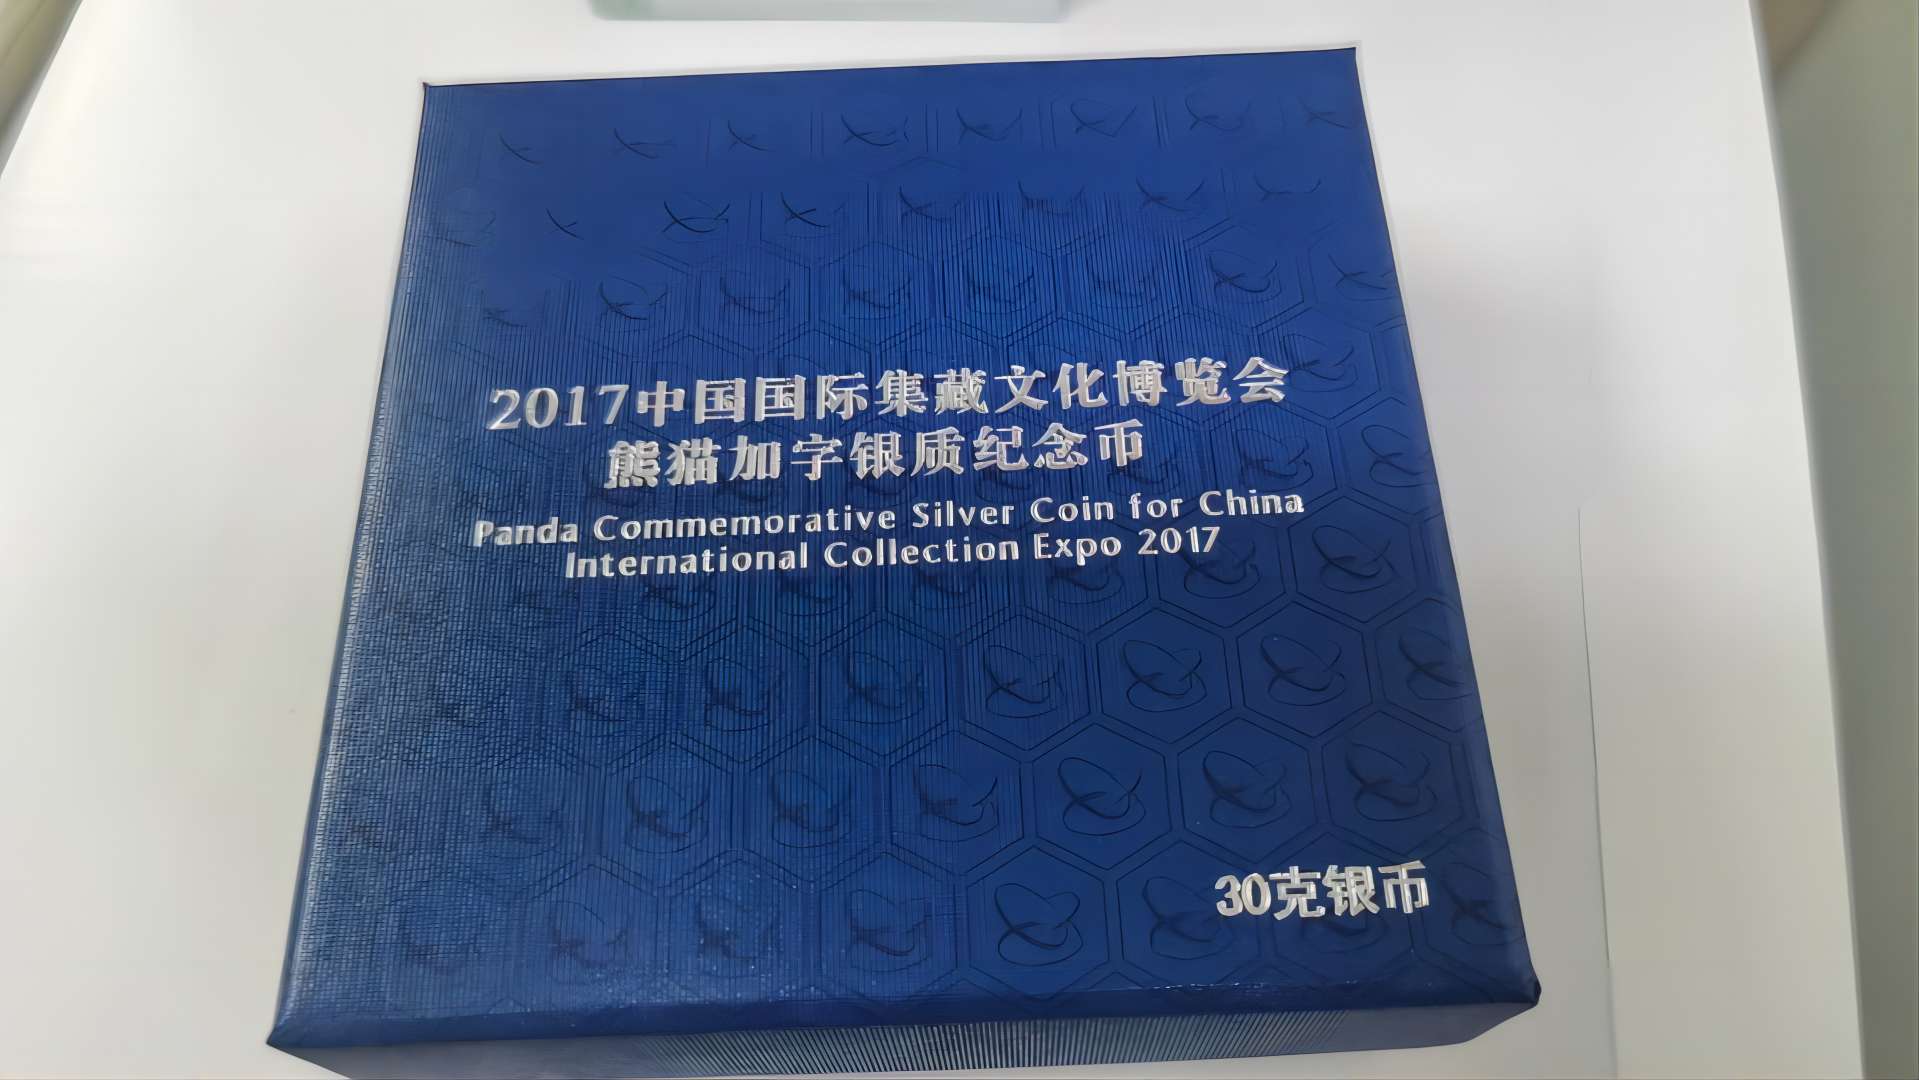 2017中国国际集藏文化博览会
熊猫加字银质纪念币
Panda Commemorative Silver Coin for China
International Collection Expo 2017
30克银币